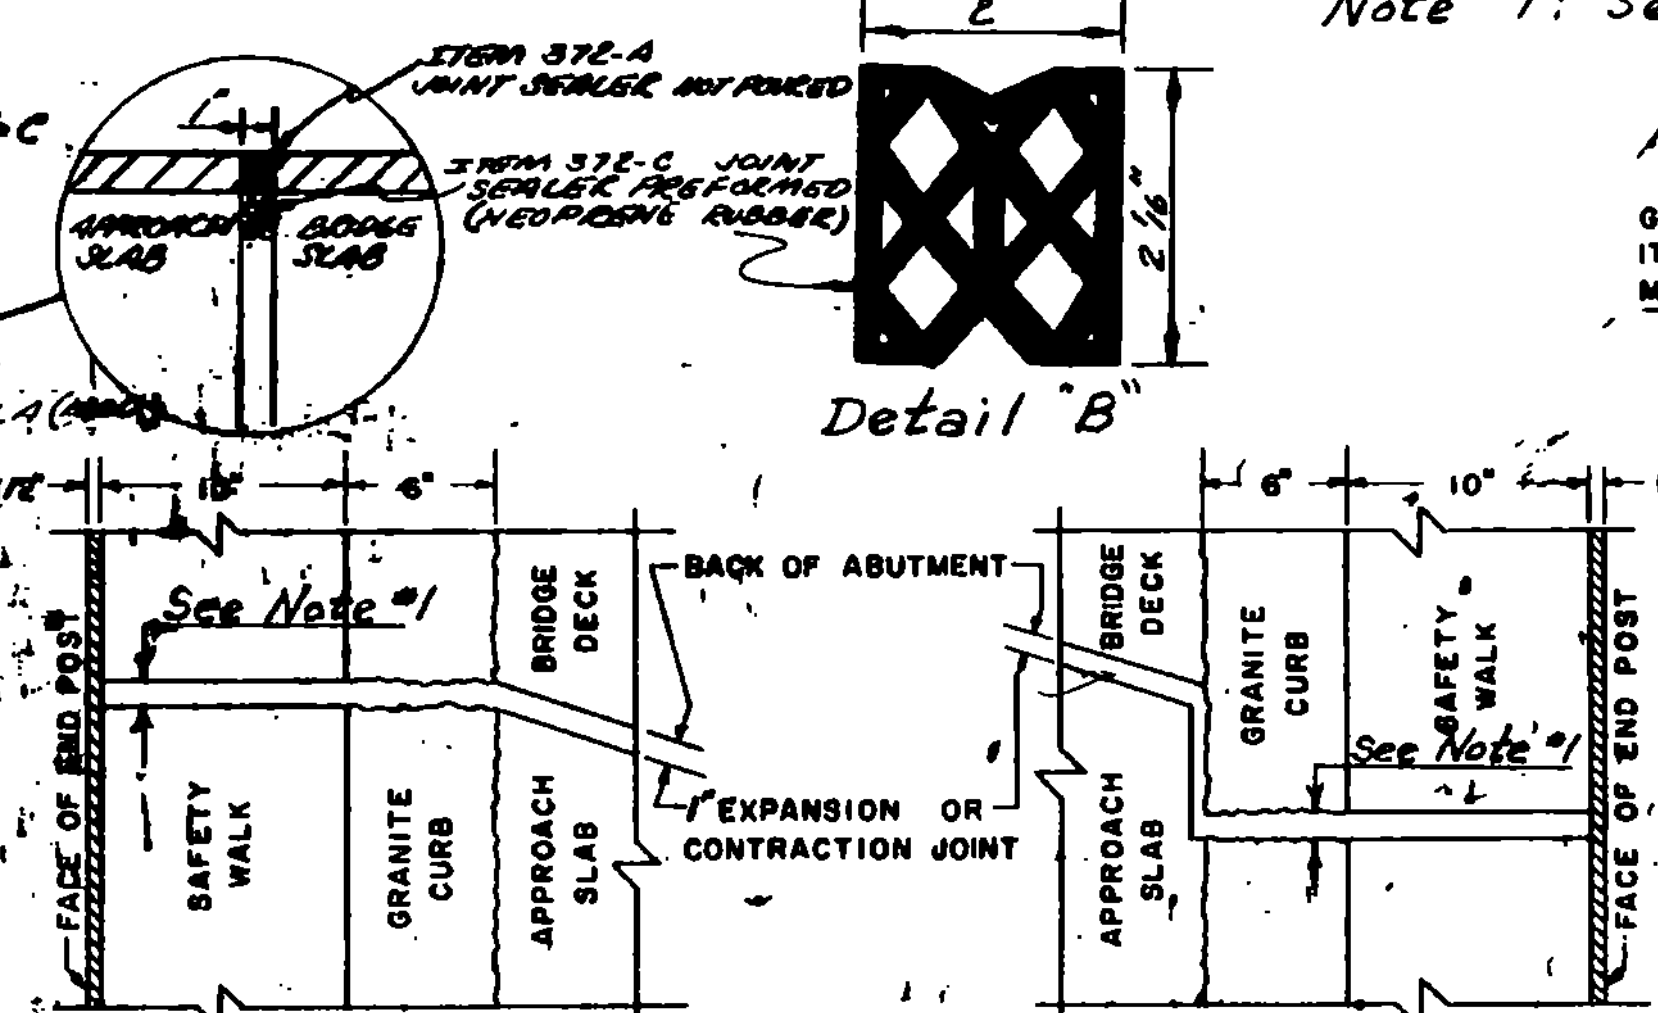 Note 1: Se
ITEM 372-A
JOINT SEALER NOT POURED
1"
ITEM 372-C JOINT
SEALER PREFORMED
(NEOPRENE RUBBER)
APPROACH
SLAB
BRIDGE
SLAB
2 1/16"
Detail "B"
10"
6"
6"
10"
See Note #1
BRIDGE
DECK
BACK OF ABUTMENT
BRIDGE
DECK
GRANITE
CURB
SAFETY
WALK
FACE OF END POST
SAFETY
WALK
GRANITE
CURB
APPROACH
SLAB
1" EXPANSION OR
CONTRACTION JOINT
APPROACH
SLAB
See Note #1
FACE OF END POST